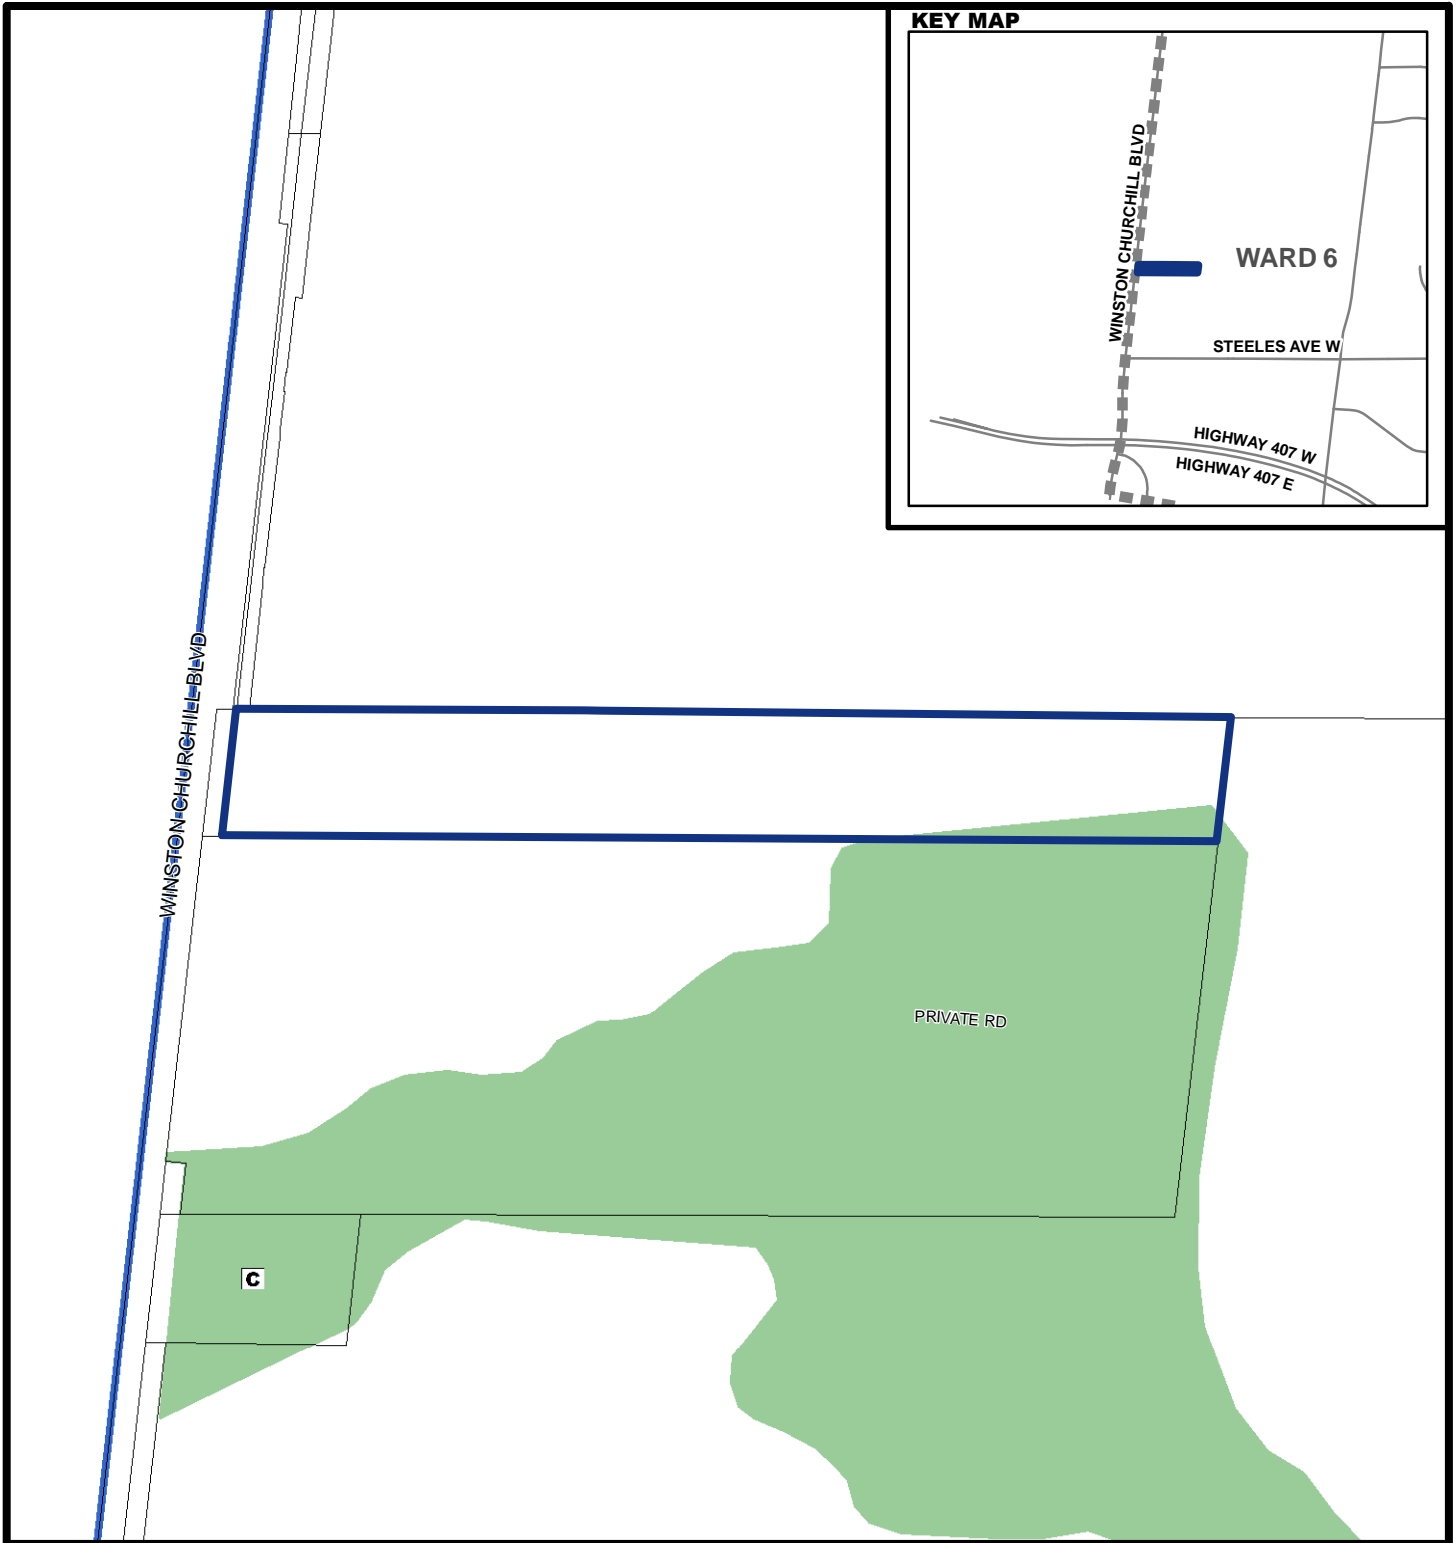 KEY MAP
WINSTON CHURCHILL BLVD
WARD 6
STEELES AVE W
HIGHWAY 407 W
HIGHWAY 407 E
WINSTON CHURCHILL BLVD
PRIVATE RD
C